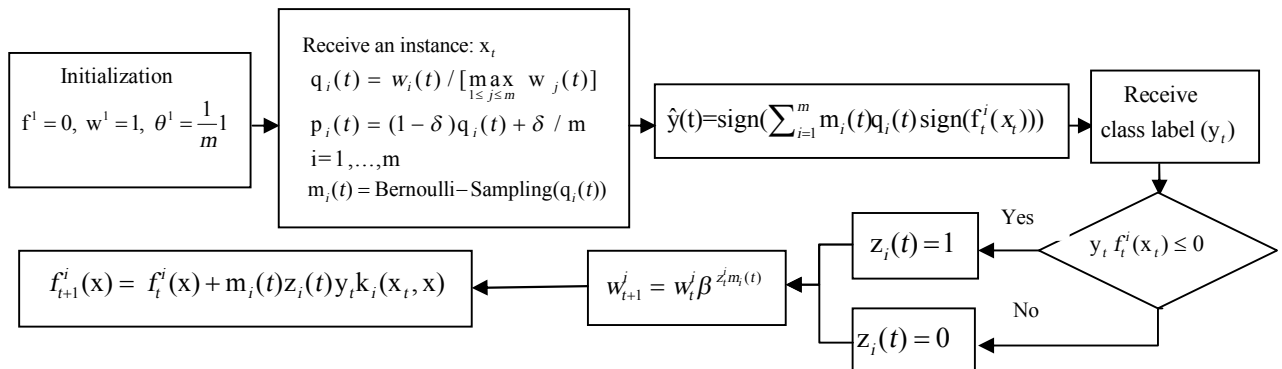 Initialization
f¹ = 0, w¹ = 1, θ¹ = 1/m 1
Receive an instance: x_t
q_i(t) = w_i(t) / [max_{1≤ j≤m} w_j(t)]
p_i(t) = (1 − δ)q_i(t) + δ / m
i=1,...,m
m_i(t) = Bernoulli−Sampling(q_i(t))
ŷ(t)=sign(∑_{i=1}^{m} m_i(t)q_i(t)sign(f_t^i(x_t)))
Receive
class label (y_t)
y_t f_t^i(x_t) ≤ 0
Yes
z_i(t) = 1
No
z_i(t) = 0
w_{t+1}^i = w_t^i β^{z_t^i m_i(t)}
f_{t+1}^i(x) = f_t^i(x) + m_i(t)z_i(t)y_t k_i(x_t, x)